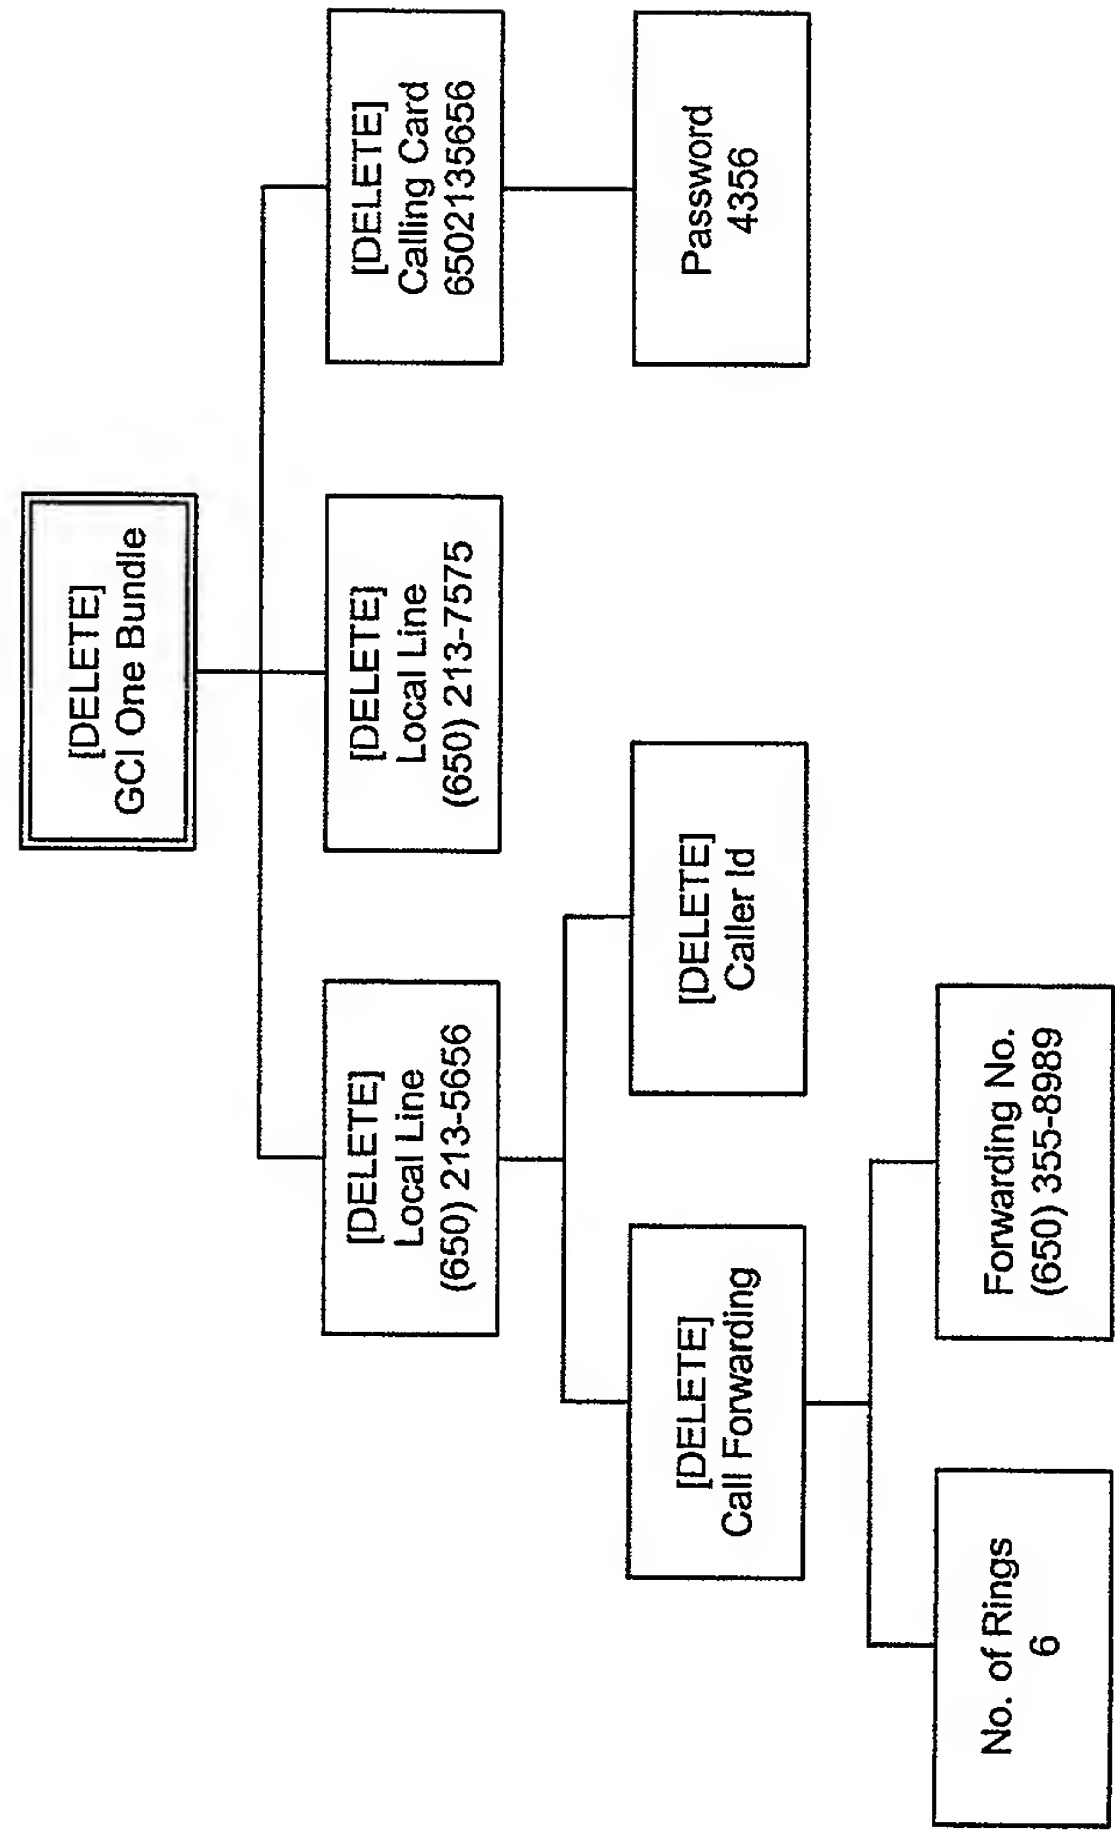 [DELETE]
GCI One Bundle
[DELETE]
Local Line
(650) 213-5656
[DELETE]
Local Line
(650) 213-7575
[DELETE]
Calling Card
6502135656
[DELETE]
Call Forwarding
[DELETE]
Caller Id
Password
4356
No. of Rings
6
Forwarding No.
(650) 355-8989